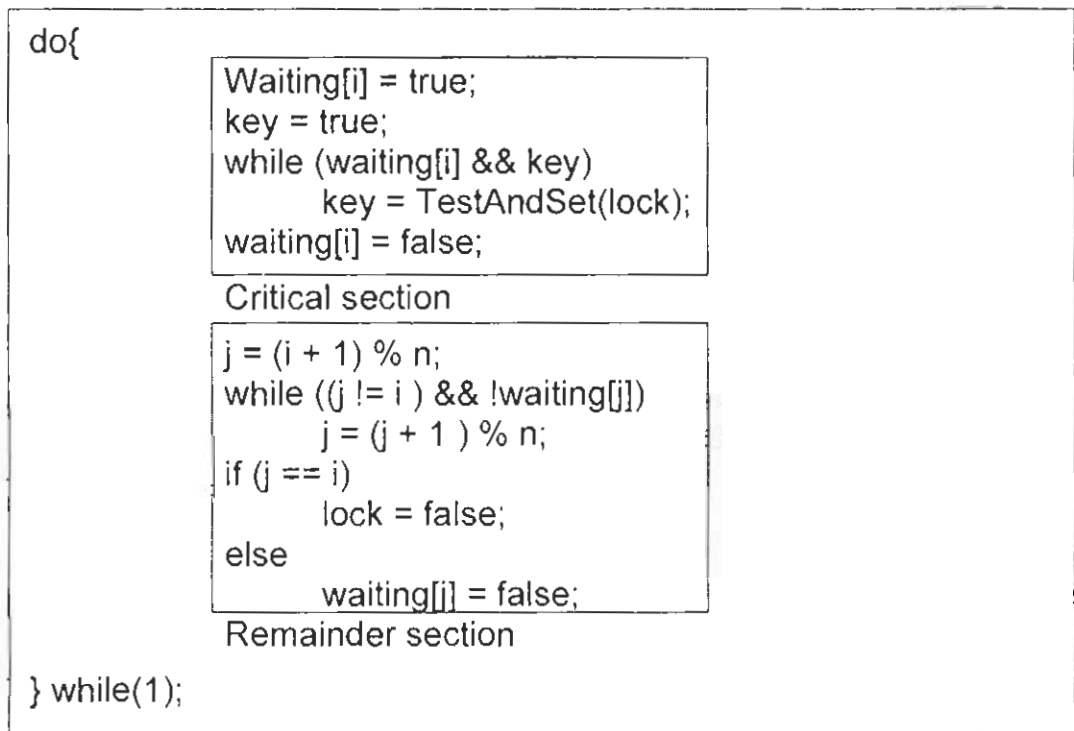 do{
Waiting[i] = true;
key = true;
while (waiting[i] && key)
key = TestAndSet(lock);
waiting[i] = false;
Critical section
j = (i + 1) % n;
while ((j != i ) && !waiting[j])
j = (j + 1 ) % n;
if (j == i)
lock = false;
else
waiting[j] = false;
Remainder section
} while(1);